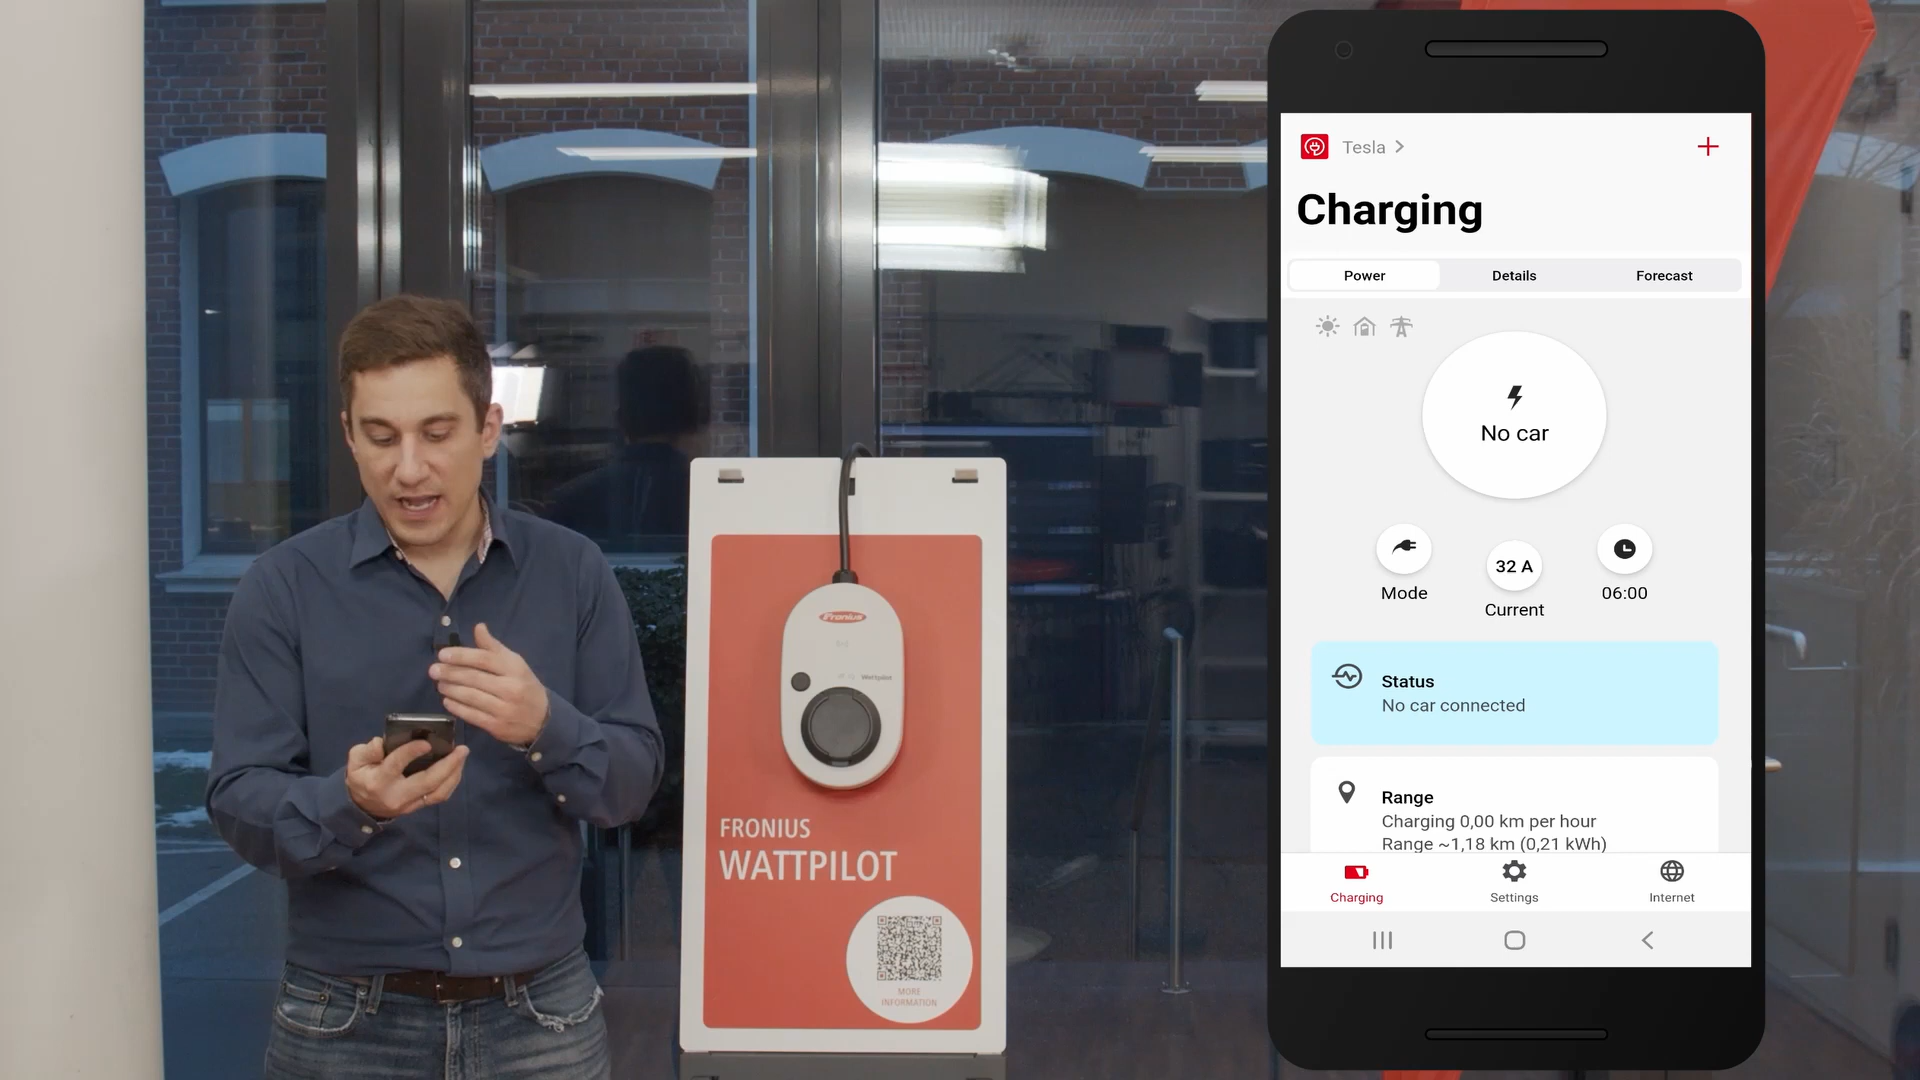 Fronius
Wattpilot
FRONIUS
WATTPILOT
MORE
INFORMATION
Tesla
Charging
Power
Details
Forecast
No car
Mode
32 A
Current
06:00
Status
No car connected
Range
Charging 0,00 km per hour
Range ~1,18 km (0,21 kWh)
Charging
Settings
Internet